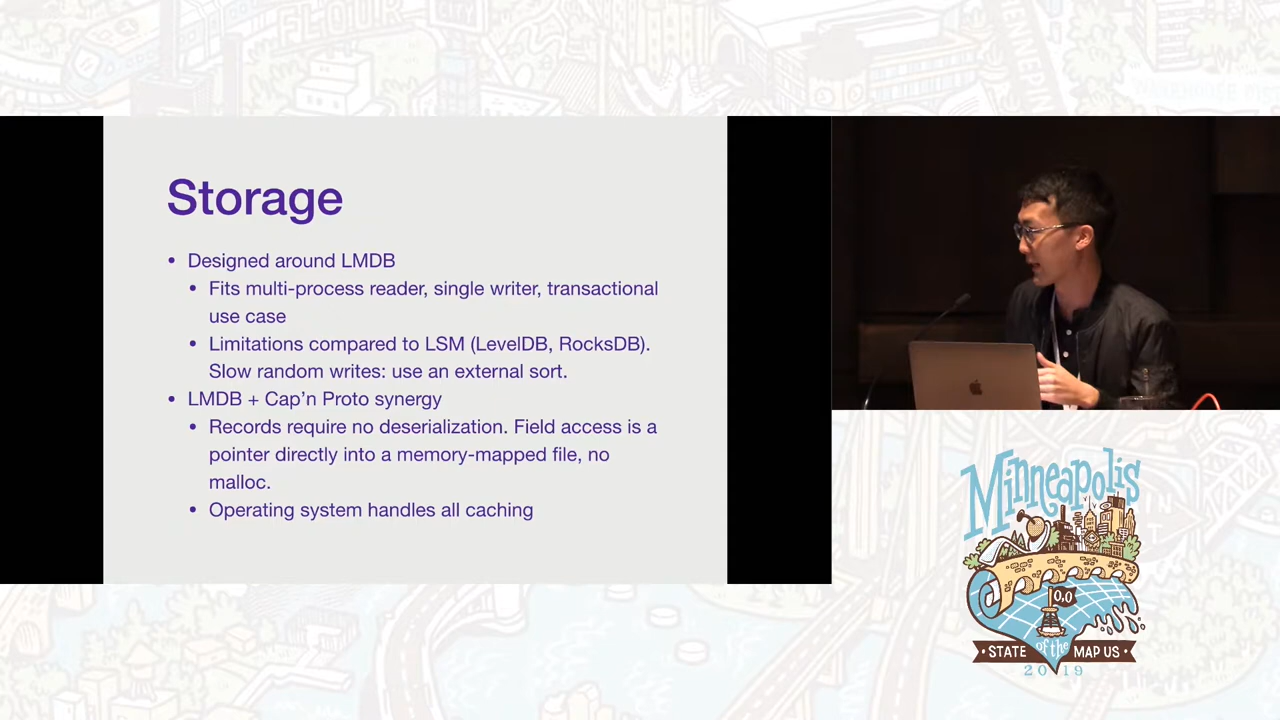 Storage
• Designed around LMDB
• Fits multi-process reader, single writer, transactional
use case
• Limitations compared to LSM (LevelDB, RocksDB).
Slow random writes: use an external sort.
• LMDB + Cap'n Proto synergy
• Records require no deserialization. Field access is a
pointer directly into a memory-mapped file, no
malloc.
• Operating system handles all caching
FLOUR
CITY
Minneapolis
0,0
STATE of the MAP US
2019